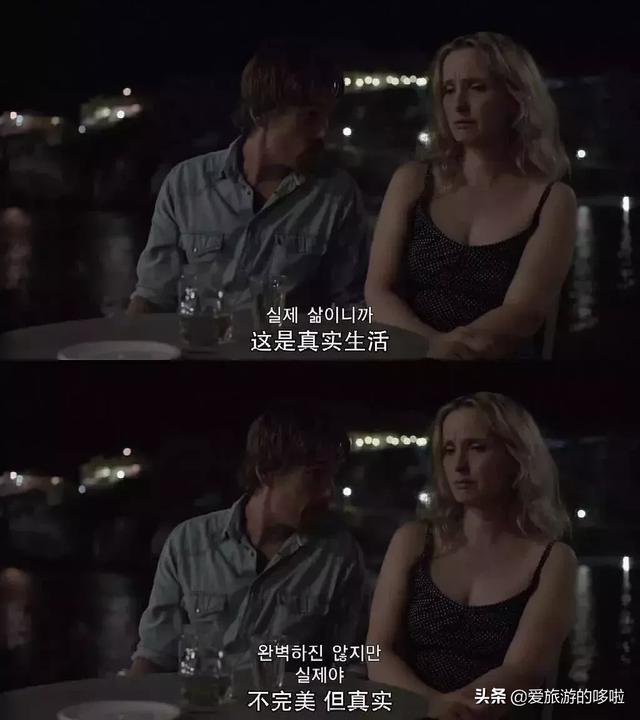 실제 삶이니까
这是真实生活
완벽하진 않지만
실제야
不完美 但真实
头条 @爱旅游的哆啦